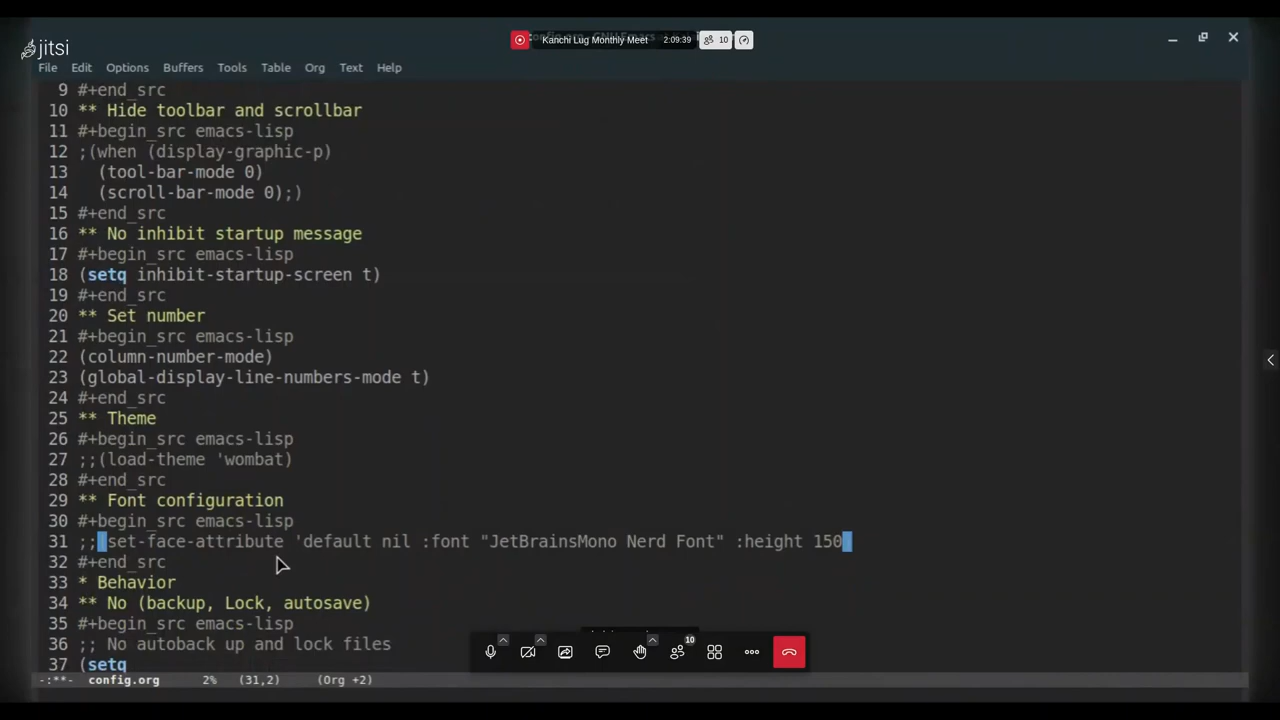 jitsi
Kanchi Lug Monthly Meet 2:09:39 10
File Edit Options Buffers Tools Table Org Text Help
9 #+end_src
10 ** Hide toolbar and scrollbar
11 #+begin_src emacs-lisp
12 ;(when (display-graphic-p)
13 (tool-bar-mode 0)
14 (scroll-bar-mode 0);)
15 #+end_src
16 ** No inhibit startup message
17 #+begin_src emacs-lisp
18 (setq inhibit-startup-screen t)
19 #+end_src
20 ** Set number
21 #+begin_src emacs-lisp
22 (column-number-mode)
23 (global-display-line-numbers-mode t)
24 #+end_src
25 ** Theme
26 #+begin_src emacs-lisp
27 ;;(load-theme 'wombat)
28 #+end_src
29 ** Font configuration
30 #+begin_src emacs-lisp
31 ;;(set-face-attribute 'default nil :font "JetBrainsMono Nerd Font" :height 150)
32 #+end_src
33 * Behavior
34 ** No (backup, Lock, autosave)
35 #+begin_src emacs-lisp
36 ;; No autoback up and lock files
37 (setq
10
-:**- config.org 2% (31,2) (Org +2)